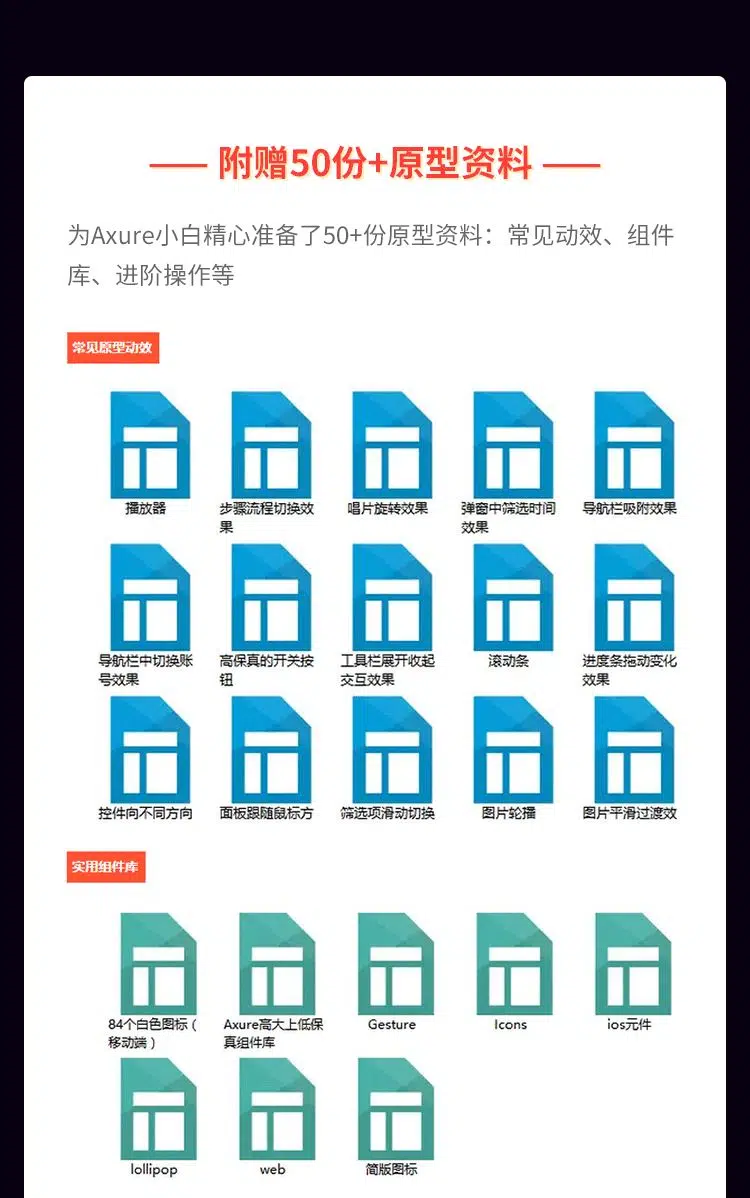 附赠50份+原型资料
为Axure小白精心准备了50+份原型资料：常见动效、组件
库、进阶操作等
常见原型动效
播放器
步骤流程切换效
果
唱片旋转效果
弹窗中筛选时间
效果
导航栏吸附效果
导航栏中切换账
号效果
高保真的开关按
钮
工具栏展开收起
交互效果
滚动条
进度条拖动变化
效果
控件向不同方向
面板跟随鼠标方
筛选项滑动切换
图片轮播
图片平滑过渡效
实用组件库
84个白色图标（
移动端）
Axure高大上低保
真组件库
Gesture
Icons
ios元件
lollipop
web
简版图标